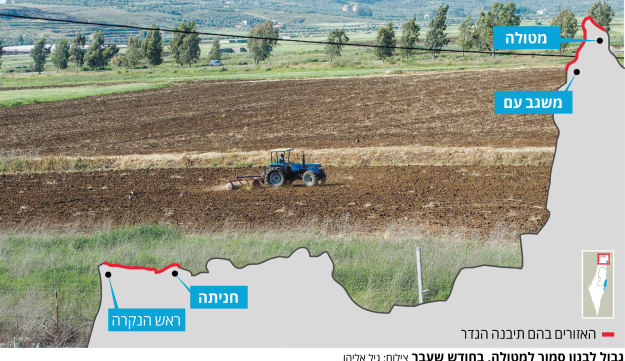 מטולה
משגב עם
חניתה
ראש הנקרה
האזורים בהם תיבנה הגדר
גבול לבנון סמוך למטולה, בחודש שעבר צילום: גיל אליהו